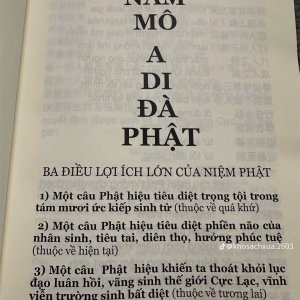 NAM
MÔ
A
DI
ĐÀ
PHẬT
BA ĐIỀU LỢI ÍCH LỚN CỦA NIỆM PHẬT
1) Một câu Phật hiệu tiêu diệt trọng tội trong
tám mươi ức kiếp sinh tử (thuộc về quá khứ)
2) Một câu Phật hiệu tiêu diệt phiền não của
nhân sinh, tiêu tai, diên thọ, hưởng phúc tuệ
(thuộc về hiện tại)
@khosachxua.2603
3) Một câu Phật hiệu khiến ta thoát khỏi lục
đạo luân hồi, vãng sinh thế giới Cực Lạc, vĩnh
viễn trường sinh bất diệt (thuộc về tương lai)